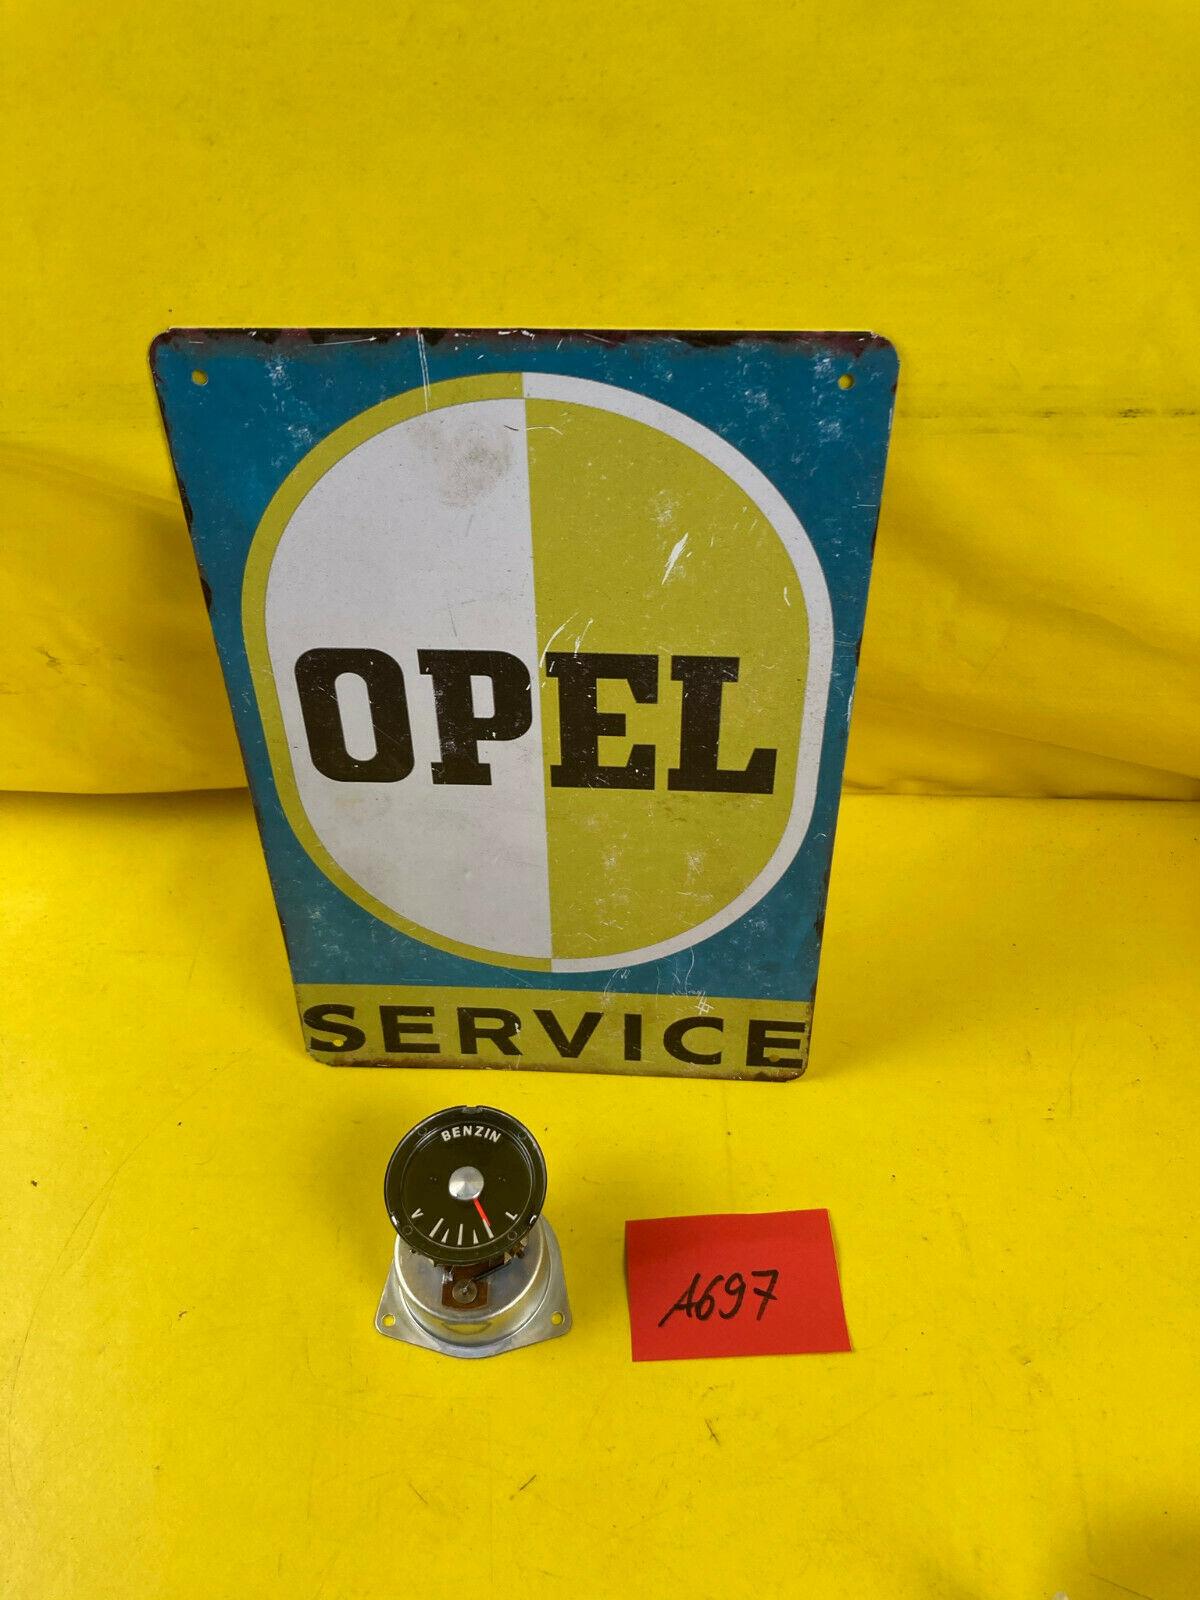 OPEL
SERVICE
BENZIN
V L
A697